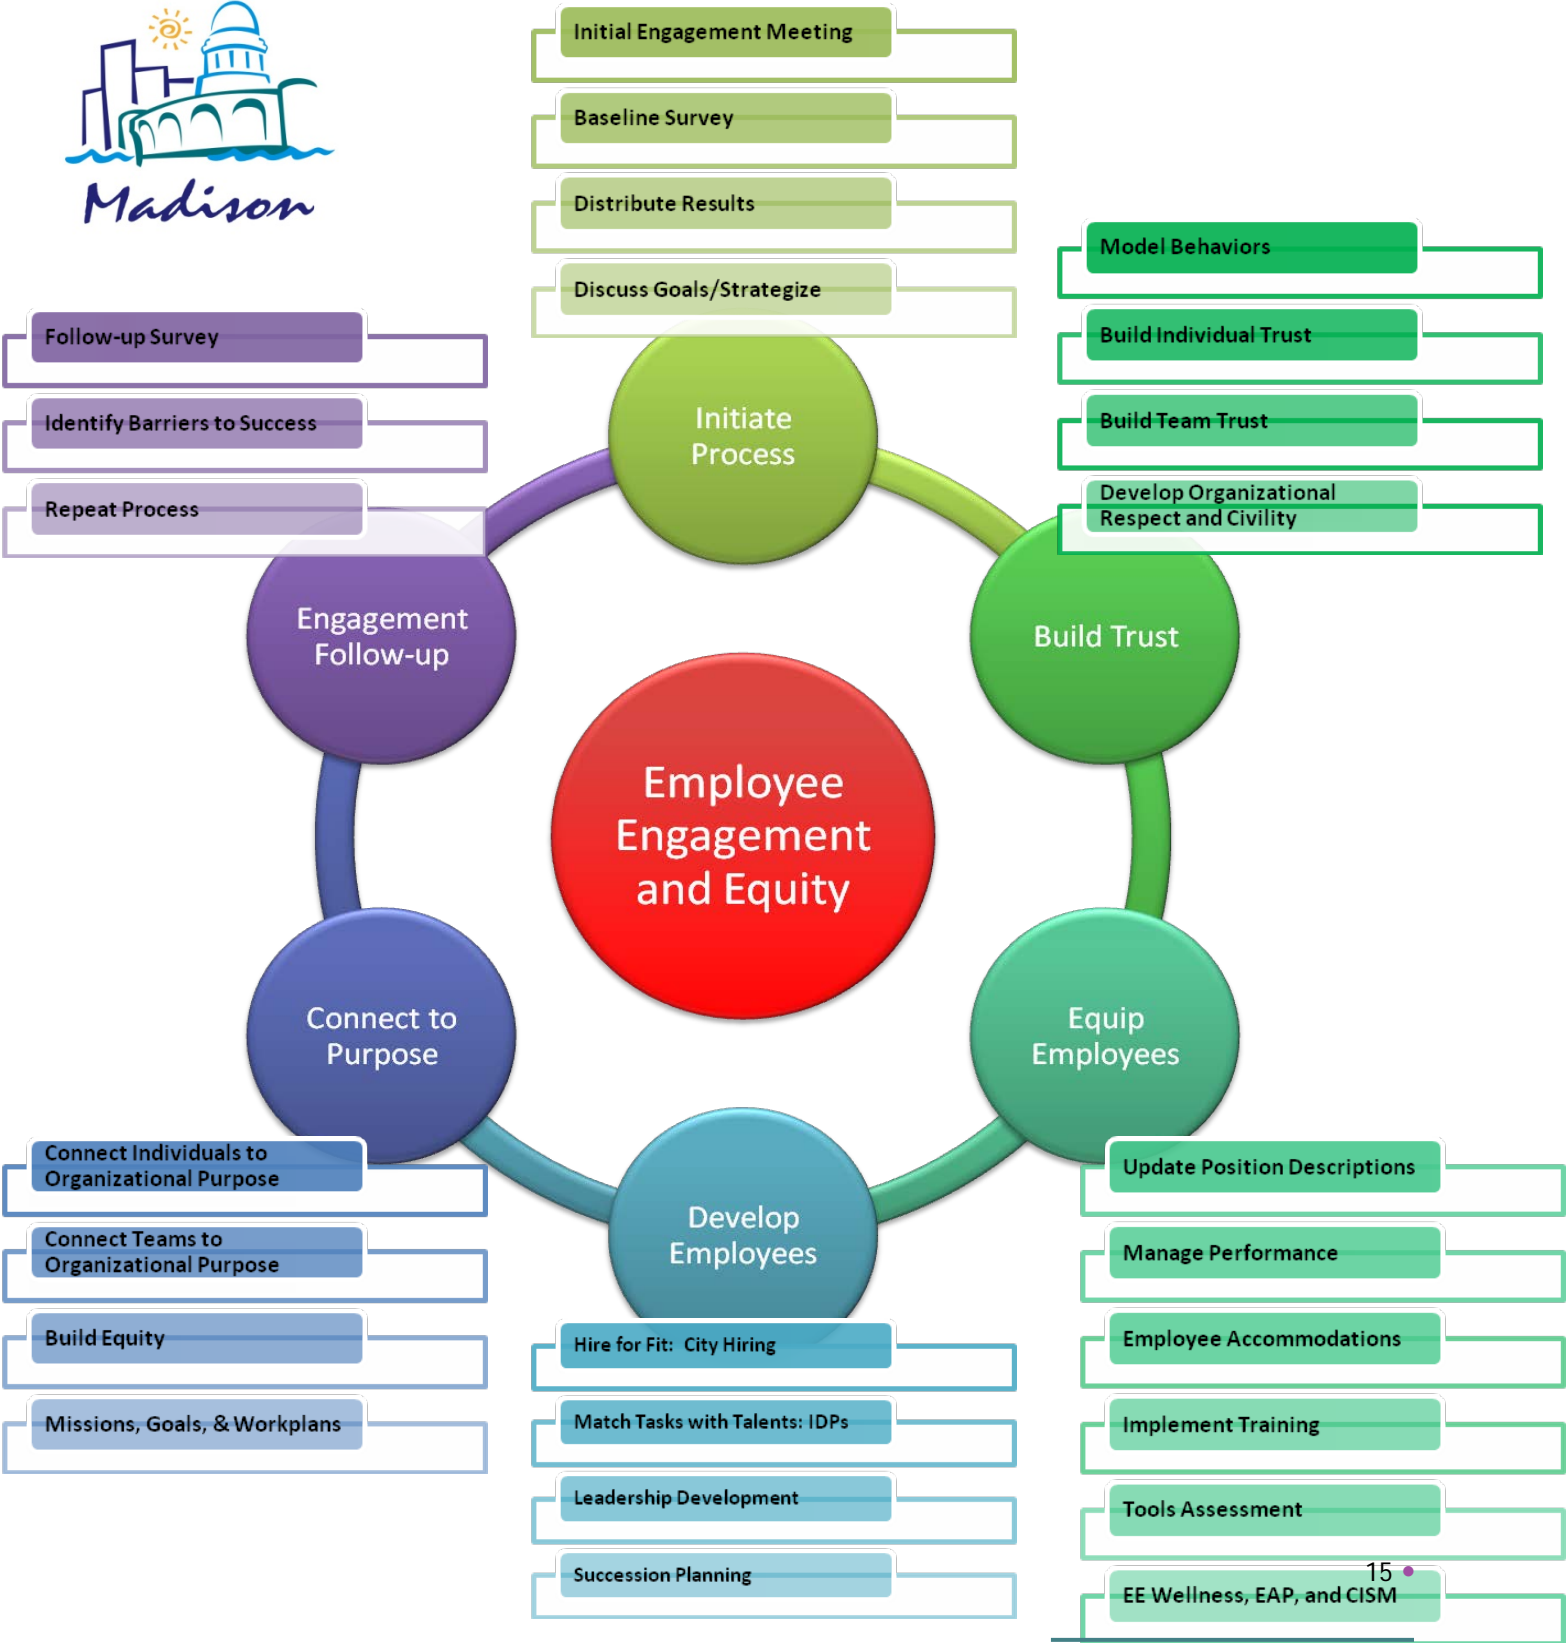 Madison
Initial Engagement Meeting
Baseline Survey
Distribute Results
Discuss Goals/Strategize
Model Behaviors
Build Individual Trust
Build Team Trust
Develop Organizational
Respect and Civility
Follow-up Survey
Identify Barriers to Success
Repeat Process
Initiate
Process
Engagement
Follow-up
Build Trust
Employee
Engagement
and Equity
Connect to
Purpose
Equip
Employees
Develop
Employees
Connect Individuals to
Organizational Purpose
Connect Teams to
Organizational Purpose
Build Equity
Missions, Goals, & Workplans
Hire for Fit: City Hiring
Match Tasks with Talents: IDPs
Leadership Development
Succession Planning
Update Position Descriptions
Manage Performance
Employee Accommodations
Implement Training
Tools Assessment
15
EE Wellness, EAP, and CISM